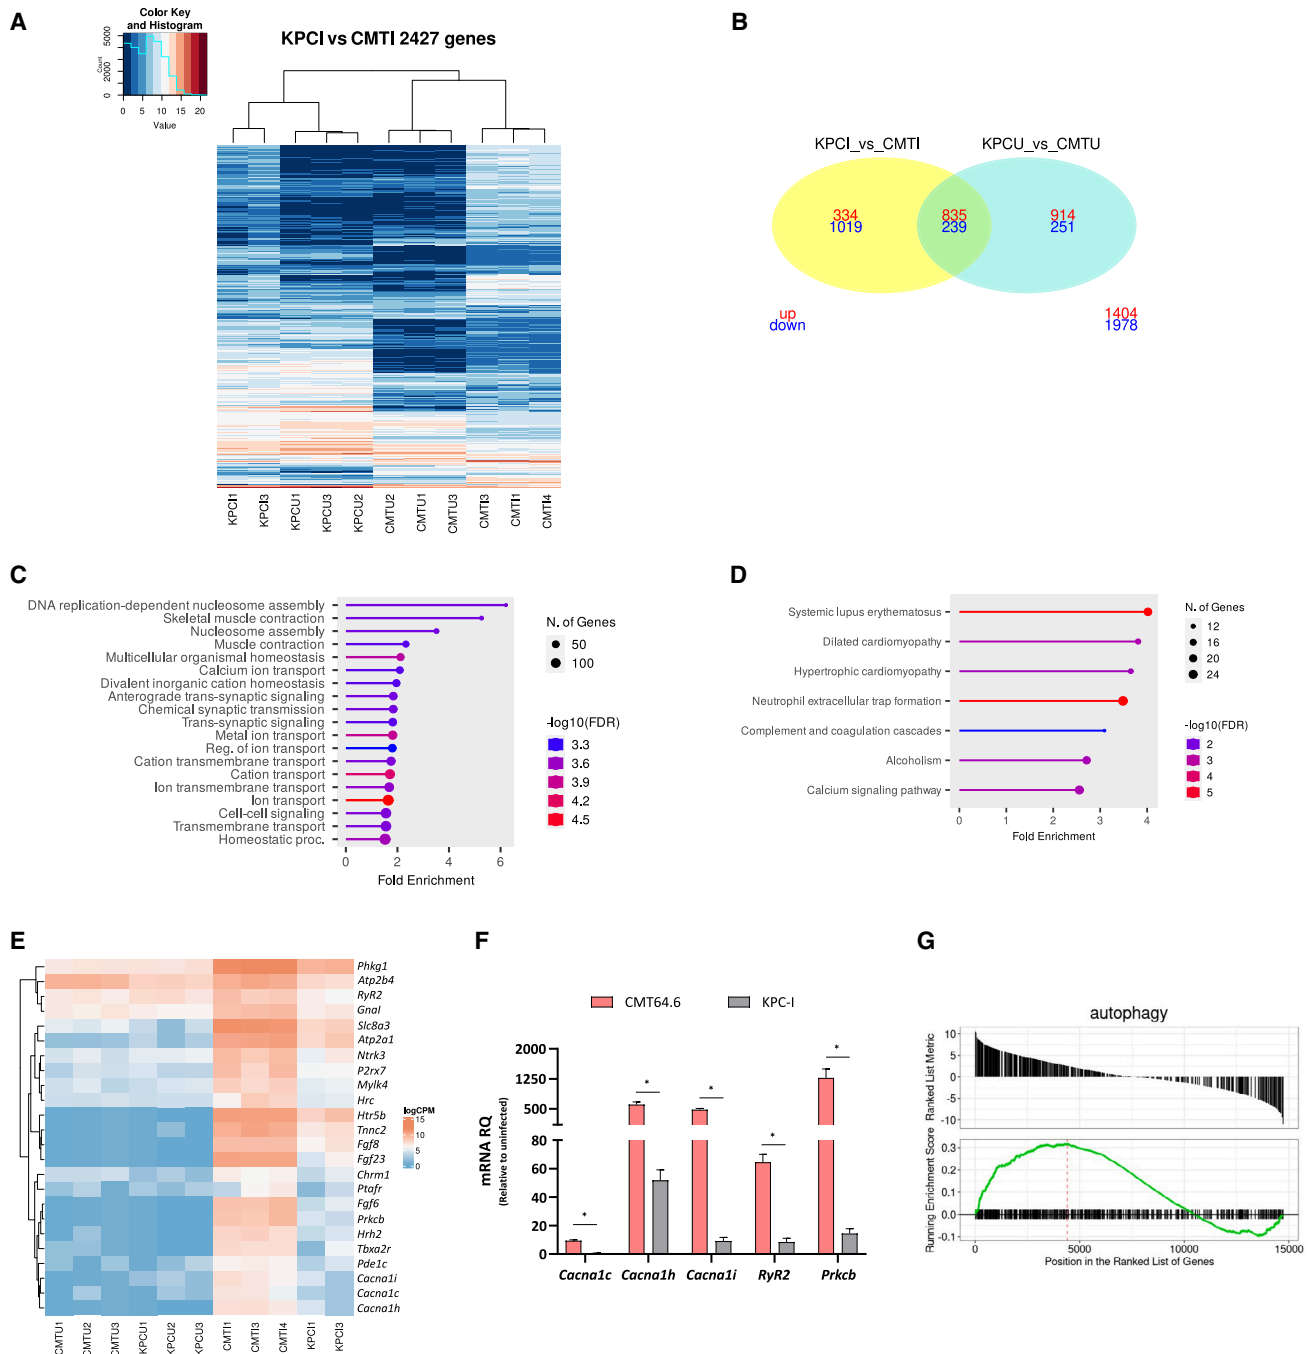 A
Color Key
and Histogram
Count
0 2000 5000
0 5 10 15 20
Value
KPCI vs CMTI 2427 genes
KPCI1
KPCI3
KPCU1
KPCU3
KPCU2
CMTU2
CMTU1
CMTU3
CMTI3
CMTI1
CMTI4
B
KPCI_vs_CMTI
KPCU_vs_CMTU
334 835 914
1019 239 251
up 1404
down 1978
C
DNA replication-dependent nucleosome assembly
Skeletal muscle contraction
Nucleosome assembly
Muscle contraction
Multicellular organismal homeostasis
Calcium ion transport
Divalent inorganic cation homeostasis
Anterograde trans-synaptic signaling
Chemical synaptic transmission
Trans-synaptic signaling
Metal ion transport
Reg. of ion transport
Cation transmembrane transport
Cation transport
Ion transmembrane transport
Ion transport
Cell-cell signaling
Transmembrane transport
Homeostatic proc.
0 2 4 6
Fold Enrichment
N. of Genes
50
100
-log10(FDR)
3.3
3.6
3.9
4.2
4.5
D
Systemic lupus erythematosus
Dilated cardiomyopathy
Hypertrophic cardiomyopathy
Neutrophil extracellular trap formation
Complement and coagulation cascades
Alcoholism
Calcium signaling pathway
0 1 2 3 4
Fold Enrichment
N. of Genes
12
16
20
24
-log10(FDR)
2
3
4
5
E
Phkg1
Atp2b4
RyR2
Gnal
Slc8a3
Atp2a1
Ntrk3
P2rx7
Mylk4
Hrc
Htr5b
Tnnc2
Fgf8
Fgf23
Chrm1
Ptafr
Fgf6
Prkcb
Hrh2
Tbxa2r
Pde1c
Cacna1i
Cacna1c
Cacna1h
CMTU1
CMTU2
CMTU3
KPCU1
KPCU2
KPCU3
CMTI1
CMTI3
CMTI4
KPCI1
KPCI3
logCPM
15
10
5
0
F
CMT64.6
KPC-I
mRNA RQ
(Relative to uninfected)
2000
1250
500
80
60
40
20
0
* * * * *
Cacna1c Cacna1h Cacna1i RyR2 Prkcb
G
autophagy
Ranked List Metric
10
5
0
-5
-10
Running Enrichment Score
0.3
0.2
0.1
0.0
-0.1
0 5000 10000 15000
Position in the Ranked List of Genes